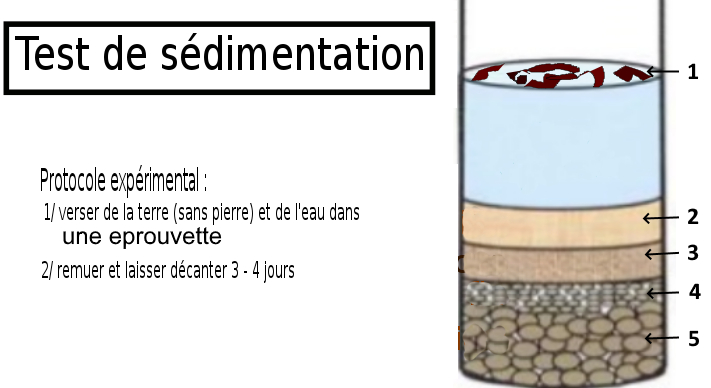 Test de sédimentation
Protocole expérimental :
1/ verser de la terre (sans pierre) et de l'eau dans
une eprouvette
2/ remuer et laisser décanter 3 - 4 jours
1
2
3
4
5